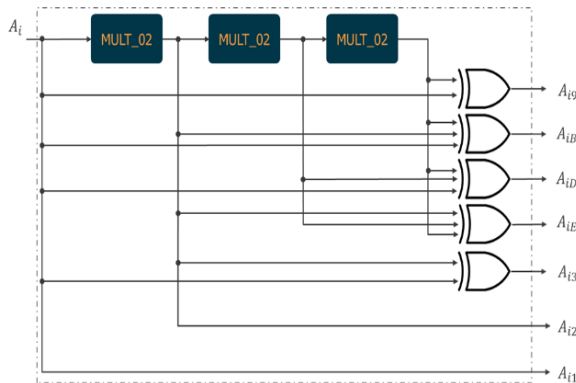 A_i
MULT_02
MULT_02
MULT_02
A_i9
A_iB
A_iD
A_iE
A_i3
A_i2
A_i1